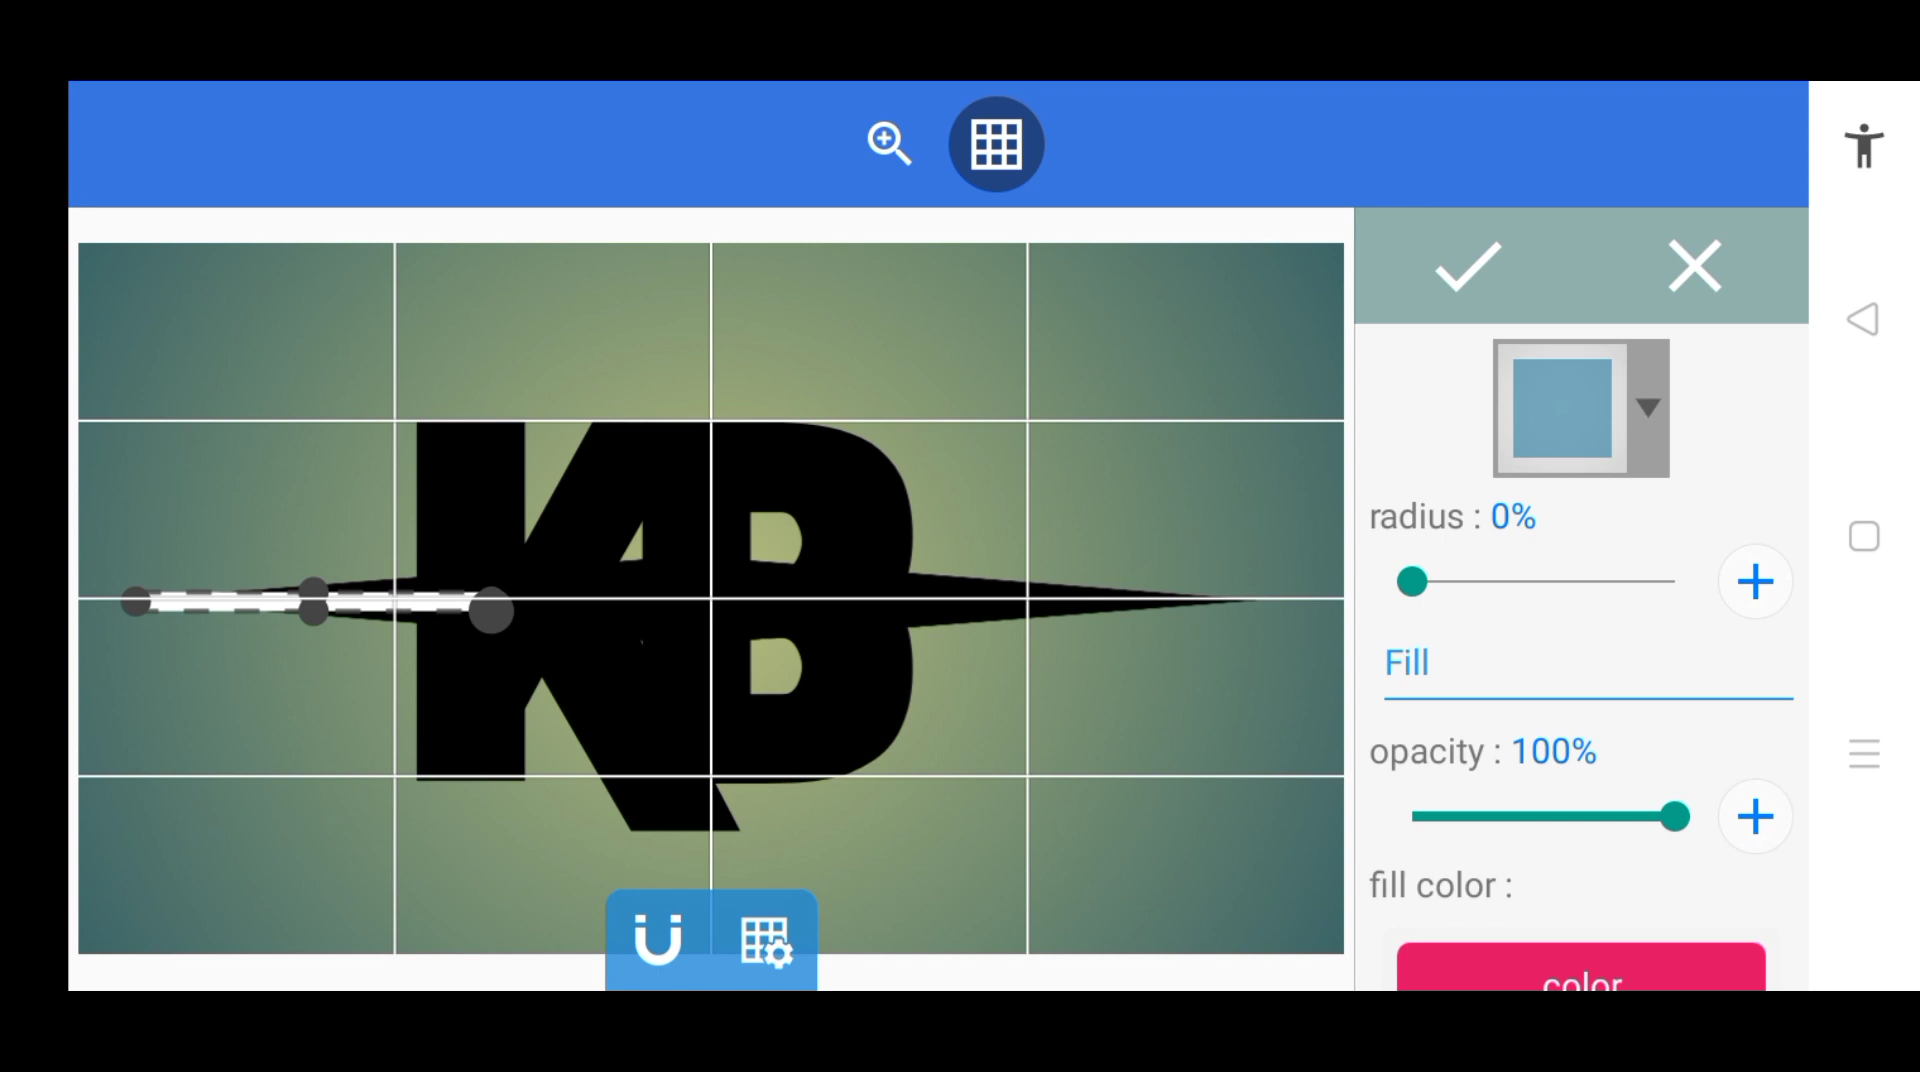 KB
radius : 0%
Fill
opacity : 100%
fill color :
color